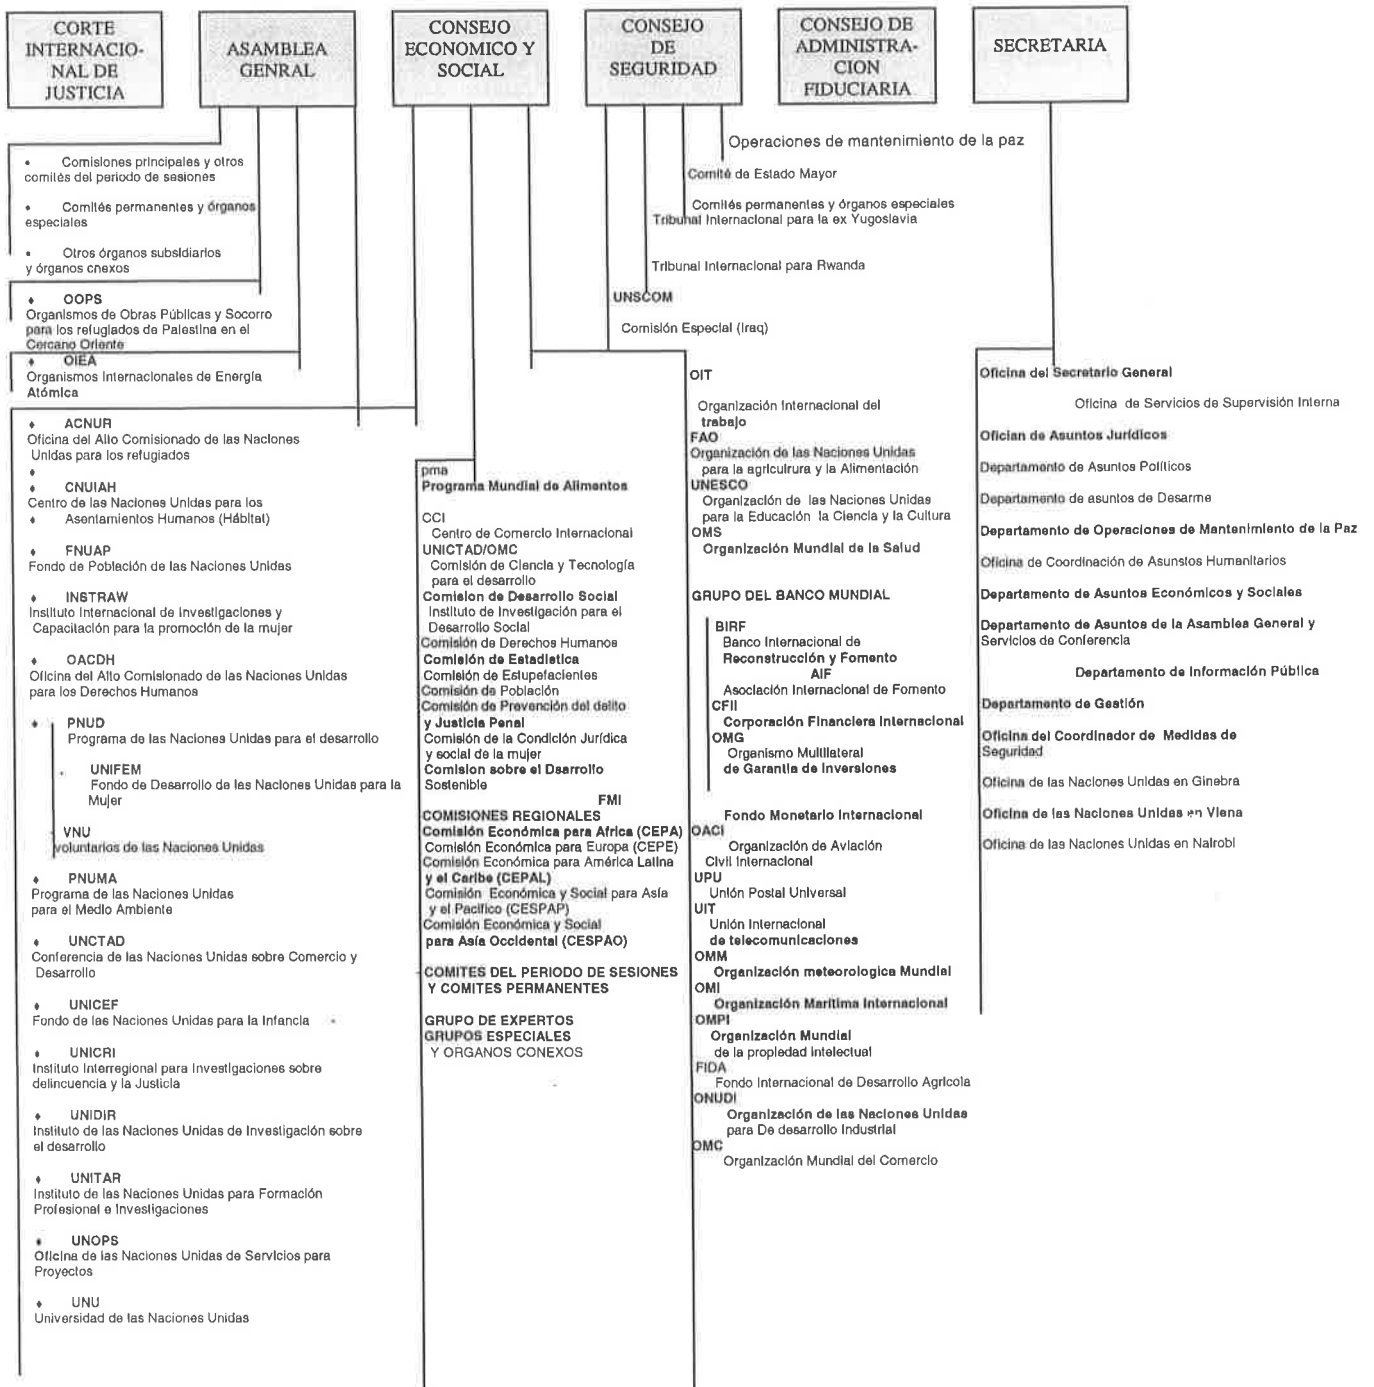 CORTE
INTERNACIO-
NAL DE
JUSTICIA
ASAMBLEA
GENRAL
CONSEJO
ECONOMICO Y
SOCIAL
CONSEJO
DE
SEGURIDAD
CONSEJO DE
ADMINISTRA-
CION
FIDUCIARIA
SECRETARIA
• Comisiones principales y otros
comités del periodo de sesiones
• Comités permanentes y órganos
especiales
• Otros órganos subsidiarios
y órganos cnexos
♦ OOPS
Organismos de Obras Públicas y Socorro
para los refugiados de Palestina en el
Cercano Oriente
♦ OIEA
Organismos Internacionales de Energía
Atómica
♦ ACNUR
Oficina del Alto Comisionado de las Naciones
Unidas para los refugiados
♦
♦ CNUIAH
Centro de las Naciones Unidas para los
♦ Asentamientos Humanos (Hábitat)
♦ FNUAP
Fondo de Población de las Naciones Unidas
♦ INSTRAW
Instituto Internacional de Investigaciones y
Capacitación para la promoción de la mujer
♦ OACDH
Oficina del Alto Comisionado de las Naciones Unidas
para los Derechos Humanos
♦ PNUD
Programa de las Naciones Unidas para el desarrollo
UNIFEM
Fondo de Desarrollo de las Naciones Unidas para la
Mujer
VNU
voluntarios de las Naciones Unidas
♦ PNUMA
Programa de las Naciones Unidas
para el Medio Ambiente
♦ UNCTAD
Conferencia de las Naciones Unidas sobre Comercio y
Desarrollo
♦ UNICEF
Fondo de las Naciones Unidas para la Infancia
♦ UNICRI
Instituto Interregional para Investigaciones sobre
delincuencia y la Justicia
♦ UNIDIR
Instituto de las Naciones Unidas de Investigación sobre
el desarrollo
♦ UNITAR
Instituto de las Naciones Unidas para Formación
Profesional e Investigaciones
♦ UNOPS
Oficina de las Naciones Unidas de Servicios para
Proyectos
♦ UNU
Universidad de las Naciones Unidas
pma
Programa Mundial de Alimentos
CCI
Centro de Comercio Internacional
UNICTAD/OMC
Comisión de Ciencia y Tecnología
para el desarrollo
Comision de Desarrollo Social
Instituto de Investigación para el
Desarrollo Social
Comisión de Derechos Humanos
Comisión de Estadistica
Comisión de Estupefacientes
Comisión de Población
Comisión de Prevención del delito
y Justicia Penal
Comisión de la Condición Jurídica
y social de la mujer
Comision sobre el Dsarrollo
Sostenible
FMI
COMISIONES REGIONALES
Comisión Económica para Africa (CEPA)
Comisión Económica para Europa (CEPE)
Comisión Económica para América Latina
y el Caribe (CEPAL)
Comisión Económica y Social para Asía
y el Pacifico (CESPAP)
Comisión Económica y Social
para Asía Occidental (CESPAO)
COMITES DEL PERIODO DE SESIONES
Y COMITES PERMANENTES
GRUPO DE EXPERTOS
GRUPOS ESPECIALES
Y ORGANOS CONEXOS
Operaciones de mantenimiento de la paz
Comité de Estado Mayor
Comités permanentes y órganos especiales
Tribunal Internacional para la ex Yugoslavia
Tribunal Internacional para Rwanda
UNSCOM
Comisión Especial (Iraq)
OIT
Organización Internacional del
trabajo
FAO
Organización de las Naciones Unidas
para la agricultura y la Alimentación
UNESCO
Organización de las Naciones Unidas
para la Educación la Ciencia y la Cultura
OMS
Organización Mundial de la Salud
GRUPO DEL BANCO MUNDIAL
BIRF
Banco Internacional de
Reconstrucción y Fomento
AIF
Asociación Internacional de Fomento
CFII
Corporación Financiera Internacional
OMG
Organismo Multilateral
de Garantía de Inversiones
Fondo Monetario Internacional
OACI
Organización de Aviación
Civil Internacional
UPU
Unión Postal Universal
UIT
Unión Internacional
de telecomunicaciones
OMM
Organización meteorologica Mundial
OMI
Organización Maritima Internacional
OMPI
Organización Mundial
de la propiedad intelectual
FIDA
Fondo Internacional de Desarrollo Agricola
ONUDI
Organización de las Naciones Unidas
para De desarrollo Industrial
OMC
Organización Mundial del Comercio
Oficina del Secretario General
Oficina de Servicios de Supervisión Interna
Ofician de Asuntos Jurídicos
Departamento de Asuntos Políticos
Departamento de asuntos de Desarme
Departamento de Operaciones de Mantenimiento de la Paz
Oficina de Coordinación de Asunstos Humanitarios
Departamento de Asuntos Económicos y Sociales
Departamento de Asuntos de la Asamblea General y
Servicios de Conferencia
Departamento de Información Pública
Departamento de Gestión
Oficina del Coordinador de Medidas de
Seguridad
Oficina de las Naciones Unidas en Ginebra
Oficina de las Naciones Unidas en Viena
Oficina de las Naciones Unidas en Nairobi